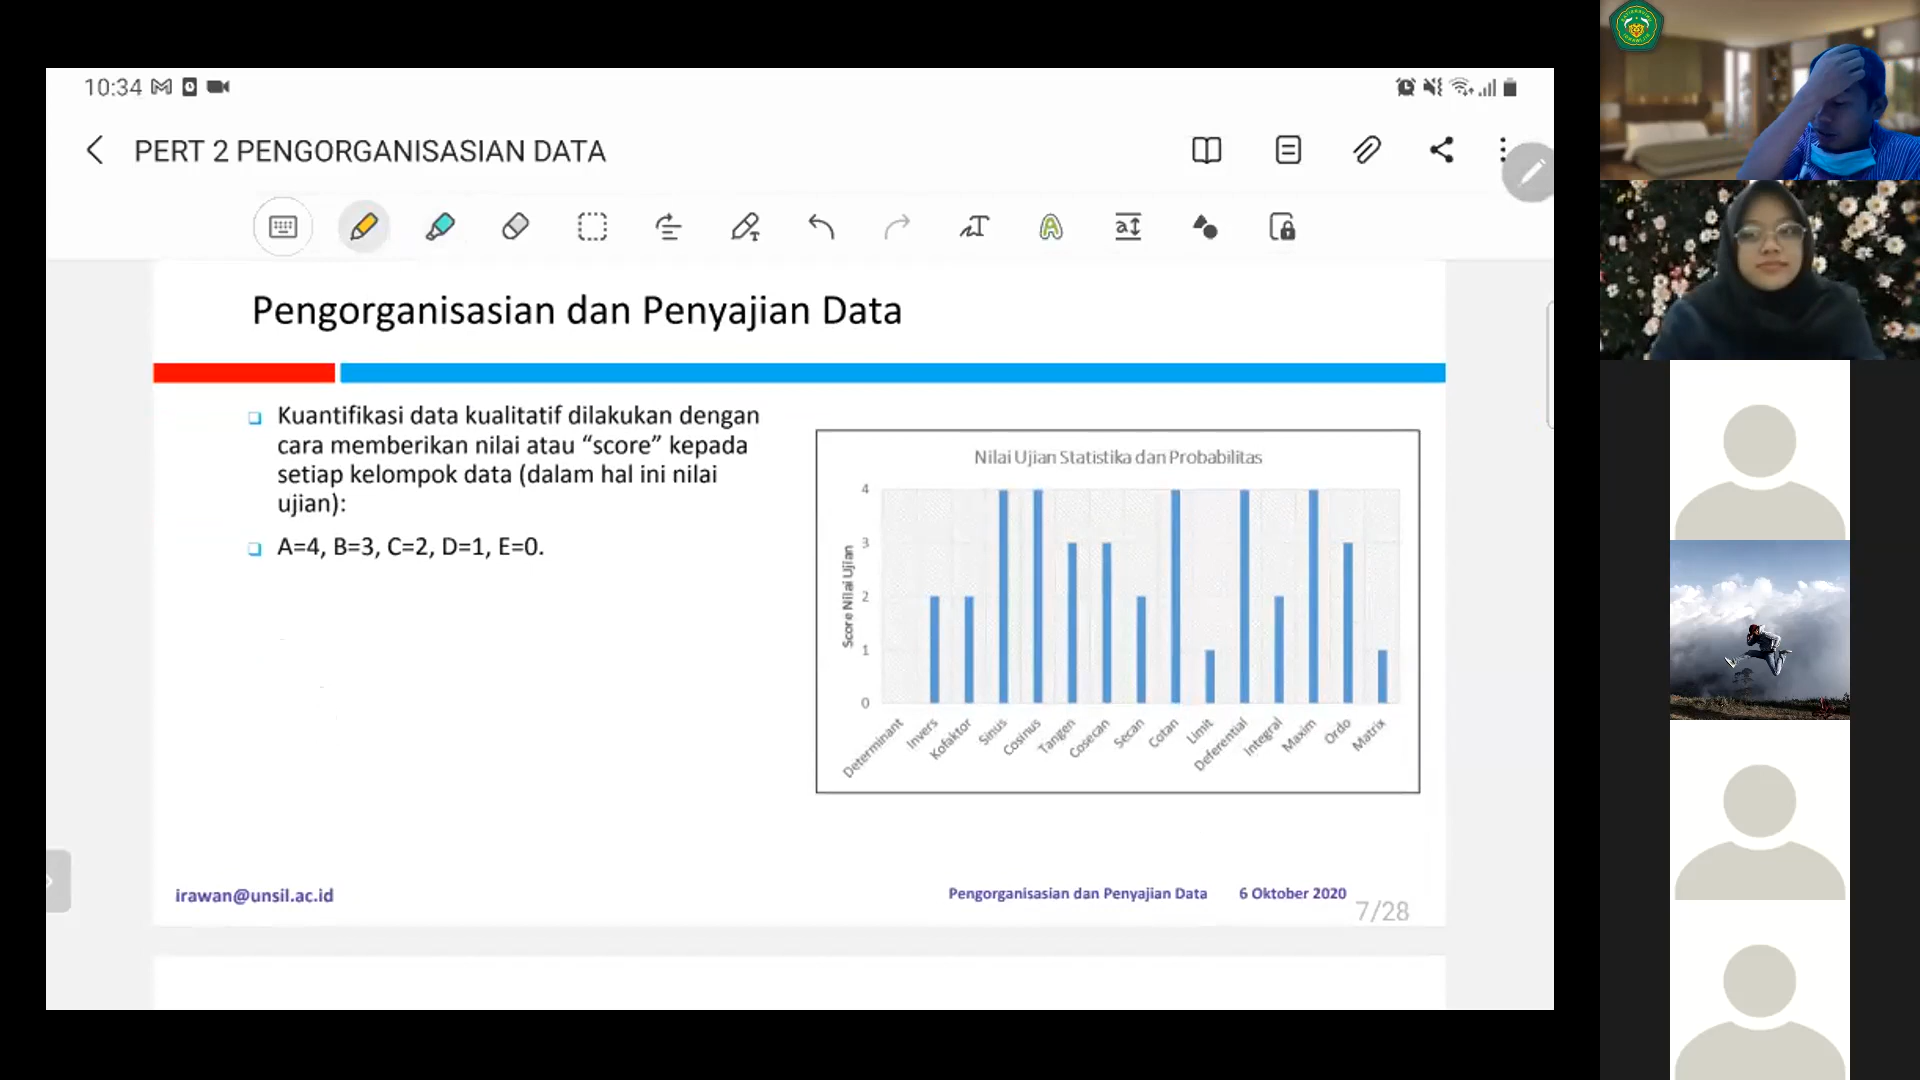 10:34
PERT 2 PENGORGANISASIAN DATA
Pengorganisasian dan Penyajian Data
Kuantifikasi data kualitatif dilakukan dengan
cara memberikan nilai atau “score” kepada
setiap kelompok data (dalam hal ini nilai
ujian):
A=4, B=3, C=2, D=1, E=0.
Nilai Ujian Statistika dan Probabilitas
Score Nilai Ujian
4
3
2
1
0
Determinant
Invers
Kofaktor
Sinus
Cosinus
Tangen
Cosecan
Secan
Cotan
Limit
Deferential
Integral
Maxim
Ordo
Matrix
irawan@unsil.ac.id
Pengorganisasian dan Penyajian Data 6 Oktober 2020
7/28